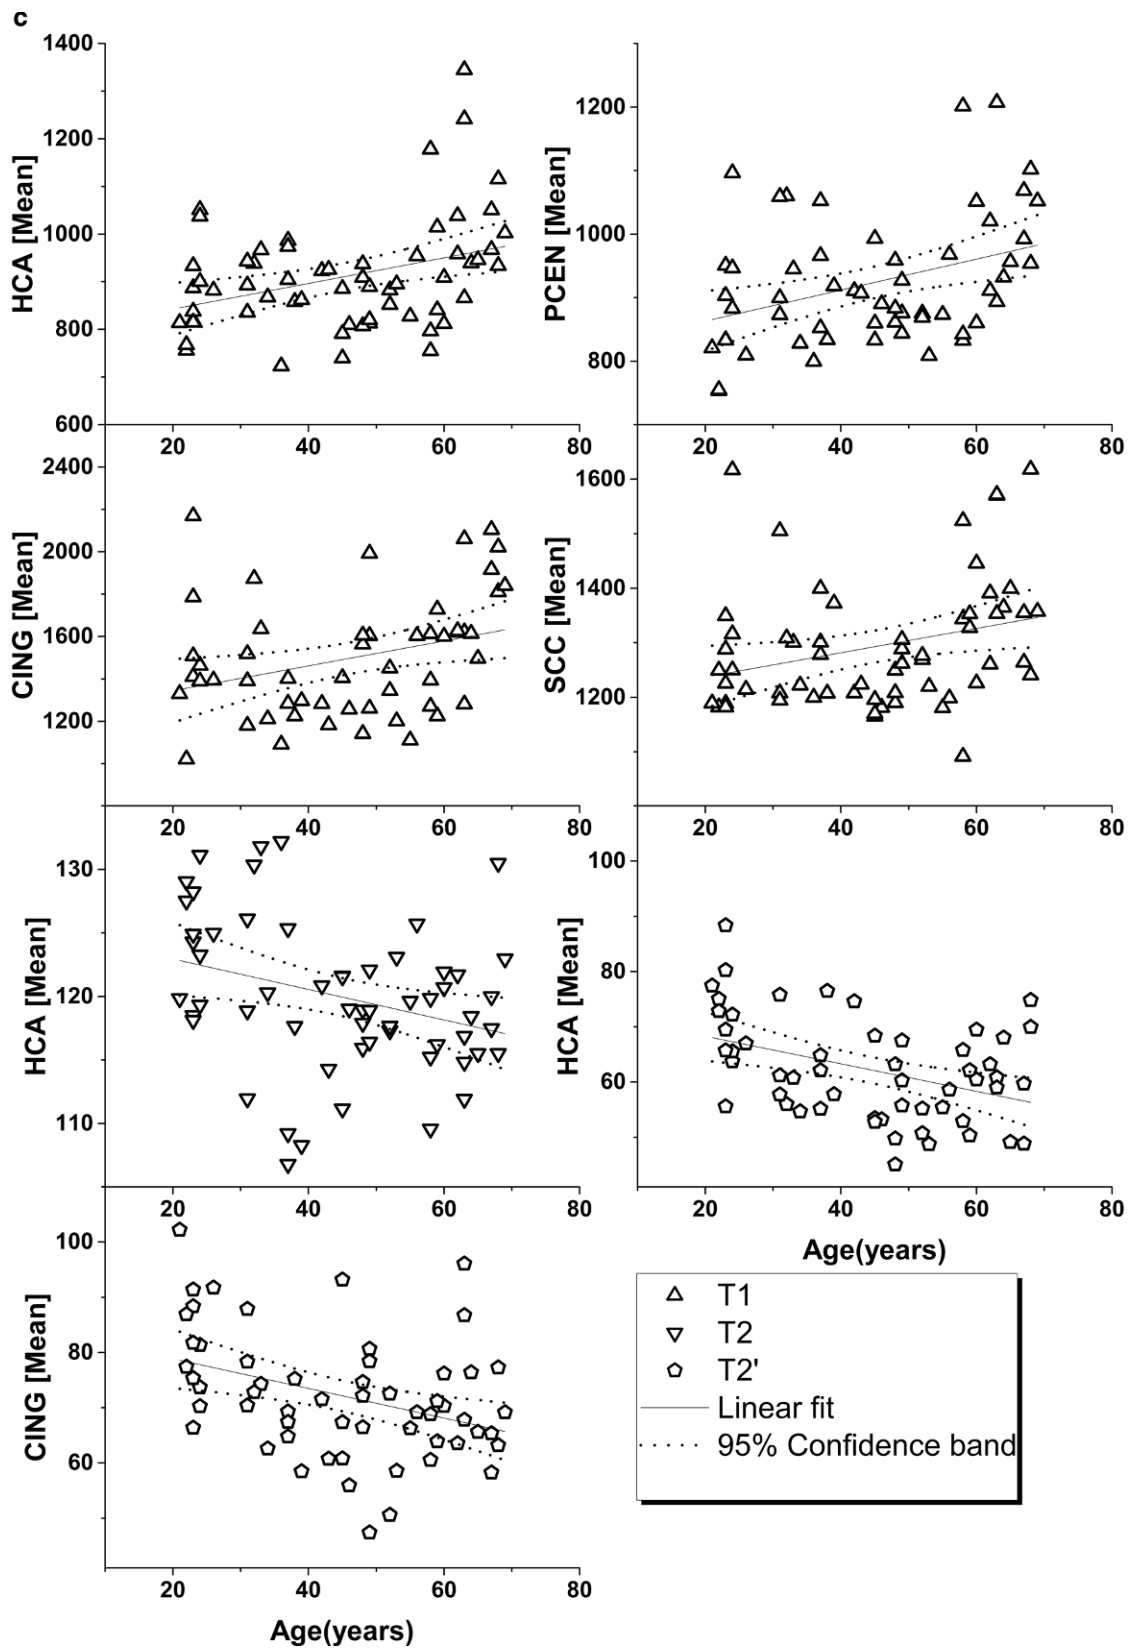 c
HCA [Mean]
1400
1200
1000
800
600
20 40 60 80
PCEN [Mean]
1200
1000
800
20 40 60 80
CING [Mean]
2400
2000
1600
1200
20 40 60 80
SCC [Mean]
1600
1400
1200
20 40 60 80
HCA [Mean]
130
120
110
20 40 60 80
HCA [Mean]
100
80
60
20 40 60 80
Age(years)
CING [Mean]
100
80
60
20 40 60 80
Age(years)
T1
T2
T2'
Linear fit
95% Confidence band